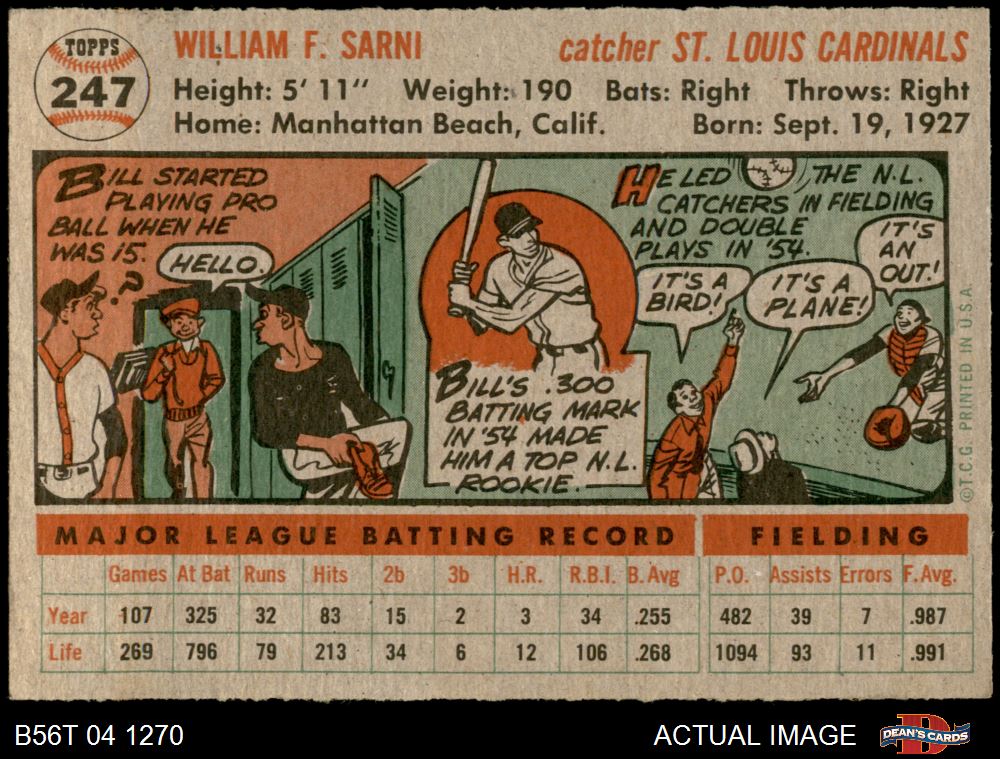 TOPPS
247
WILLIAM F. SARNI
catcher ST. LOUIS CARDINALS
Height: 5' 11" Weight: 190 Bats: Right Throws: Right
Home: Manhattan Beach, Calif. Born: Sept. 19, 1927
BILL STARTED
PLAYING PRO
BALL WHEN HE
WAS 15.
HELLO.
?
BILL'S .300
BATTING MARK
IN '54 MADE
HIM A TOP N.L.
ROOKIE.
HE LED THE N.L.
CATCHERS IN FIELDING
AND DOUBLE
PLAYS IN '54.
IT'S A
BIRD!
IT'S A
PLANE!
IT'S
AN
OUT!
©T.C.G. PRINTED IN U.S.A.
MAJOR LEAGUE BATTING RECORD FIELDING
Games At Bat Runs Hits 2b 3b H.R. R.B.I. B. Avg P.O. Assists Errors F. Avg.
Year 107 325 32 83 15 2 3 34 .255 482 39 7 .987
Life 269 796 79 213 34 6 12 106 .268 1094 93 11 .991
B56T 04 1270 ACTUAL IMAGE
D
DEAN'S CARDS